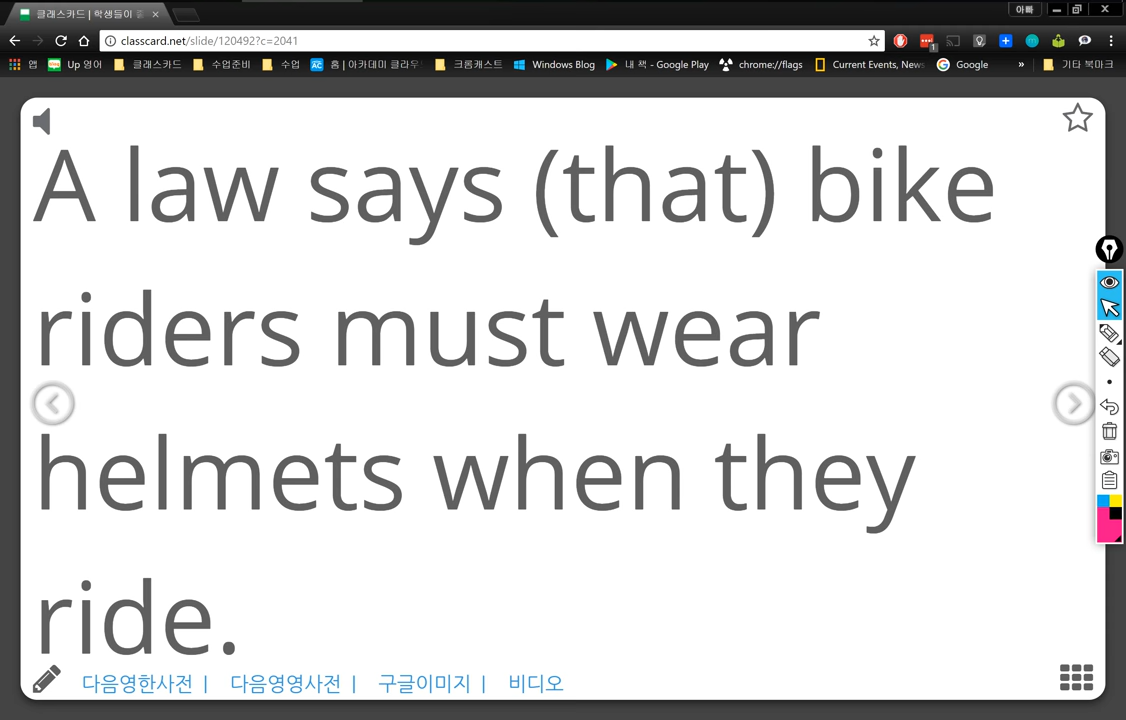 클래스카드 | 학생들이 좋
아빠
classcard.net/slide/120492?c=2041
1
앱 Up 영어 클래스카드 수업준비 수업 홈 | 아카데미 클라우 크롬캐스트 Windows Blog 내 책 - Google Play chrome://flags Current Events, News Google » 기타 북마크
A law says (that) bike
riders must wear
helmets when they
ride.
다음영한사전 | 다음영영사전 | 구글이미지 | 비디오